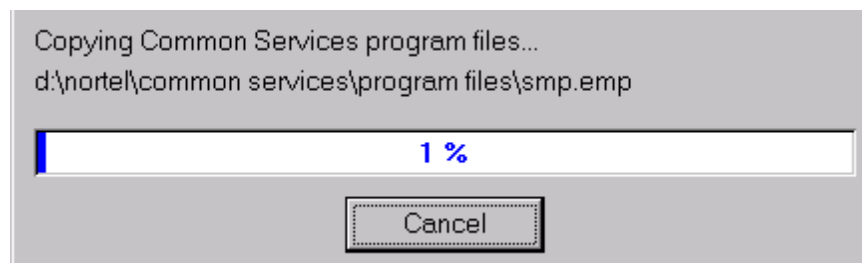 Copying Common Services program files...
d:\nortel\common services\program files\smp.emp
1 %
Cancel